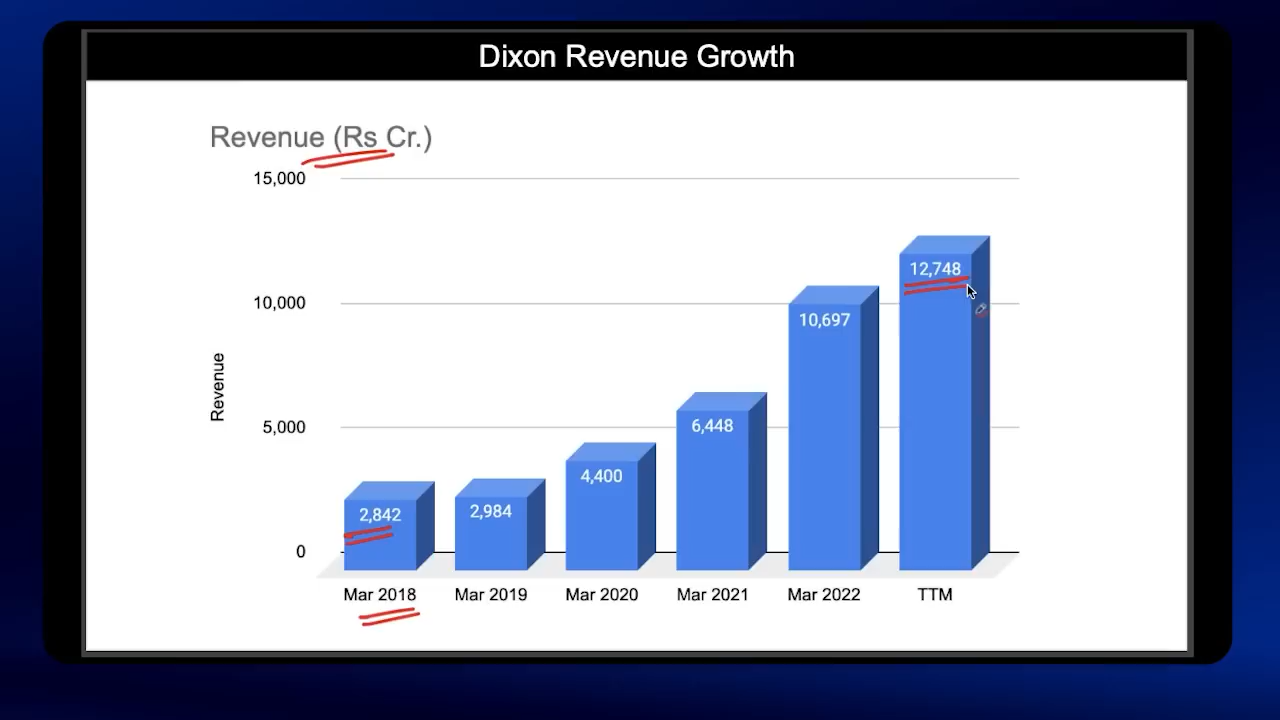 Dixon Revenue Growth
Revenue (Rs Cr.)
15,000
10,000
5,000
0
Revenue
2,842
2,984
4,400
6,448
10,697
12,748
Mar 2018
Mar 2019
Mar 2020
Mar 2021
Mar 2022
TTM